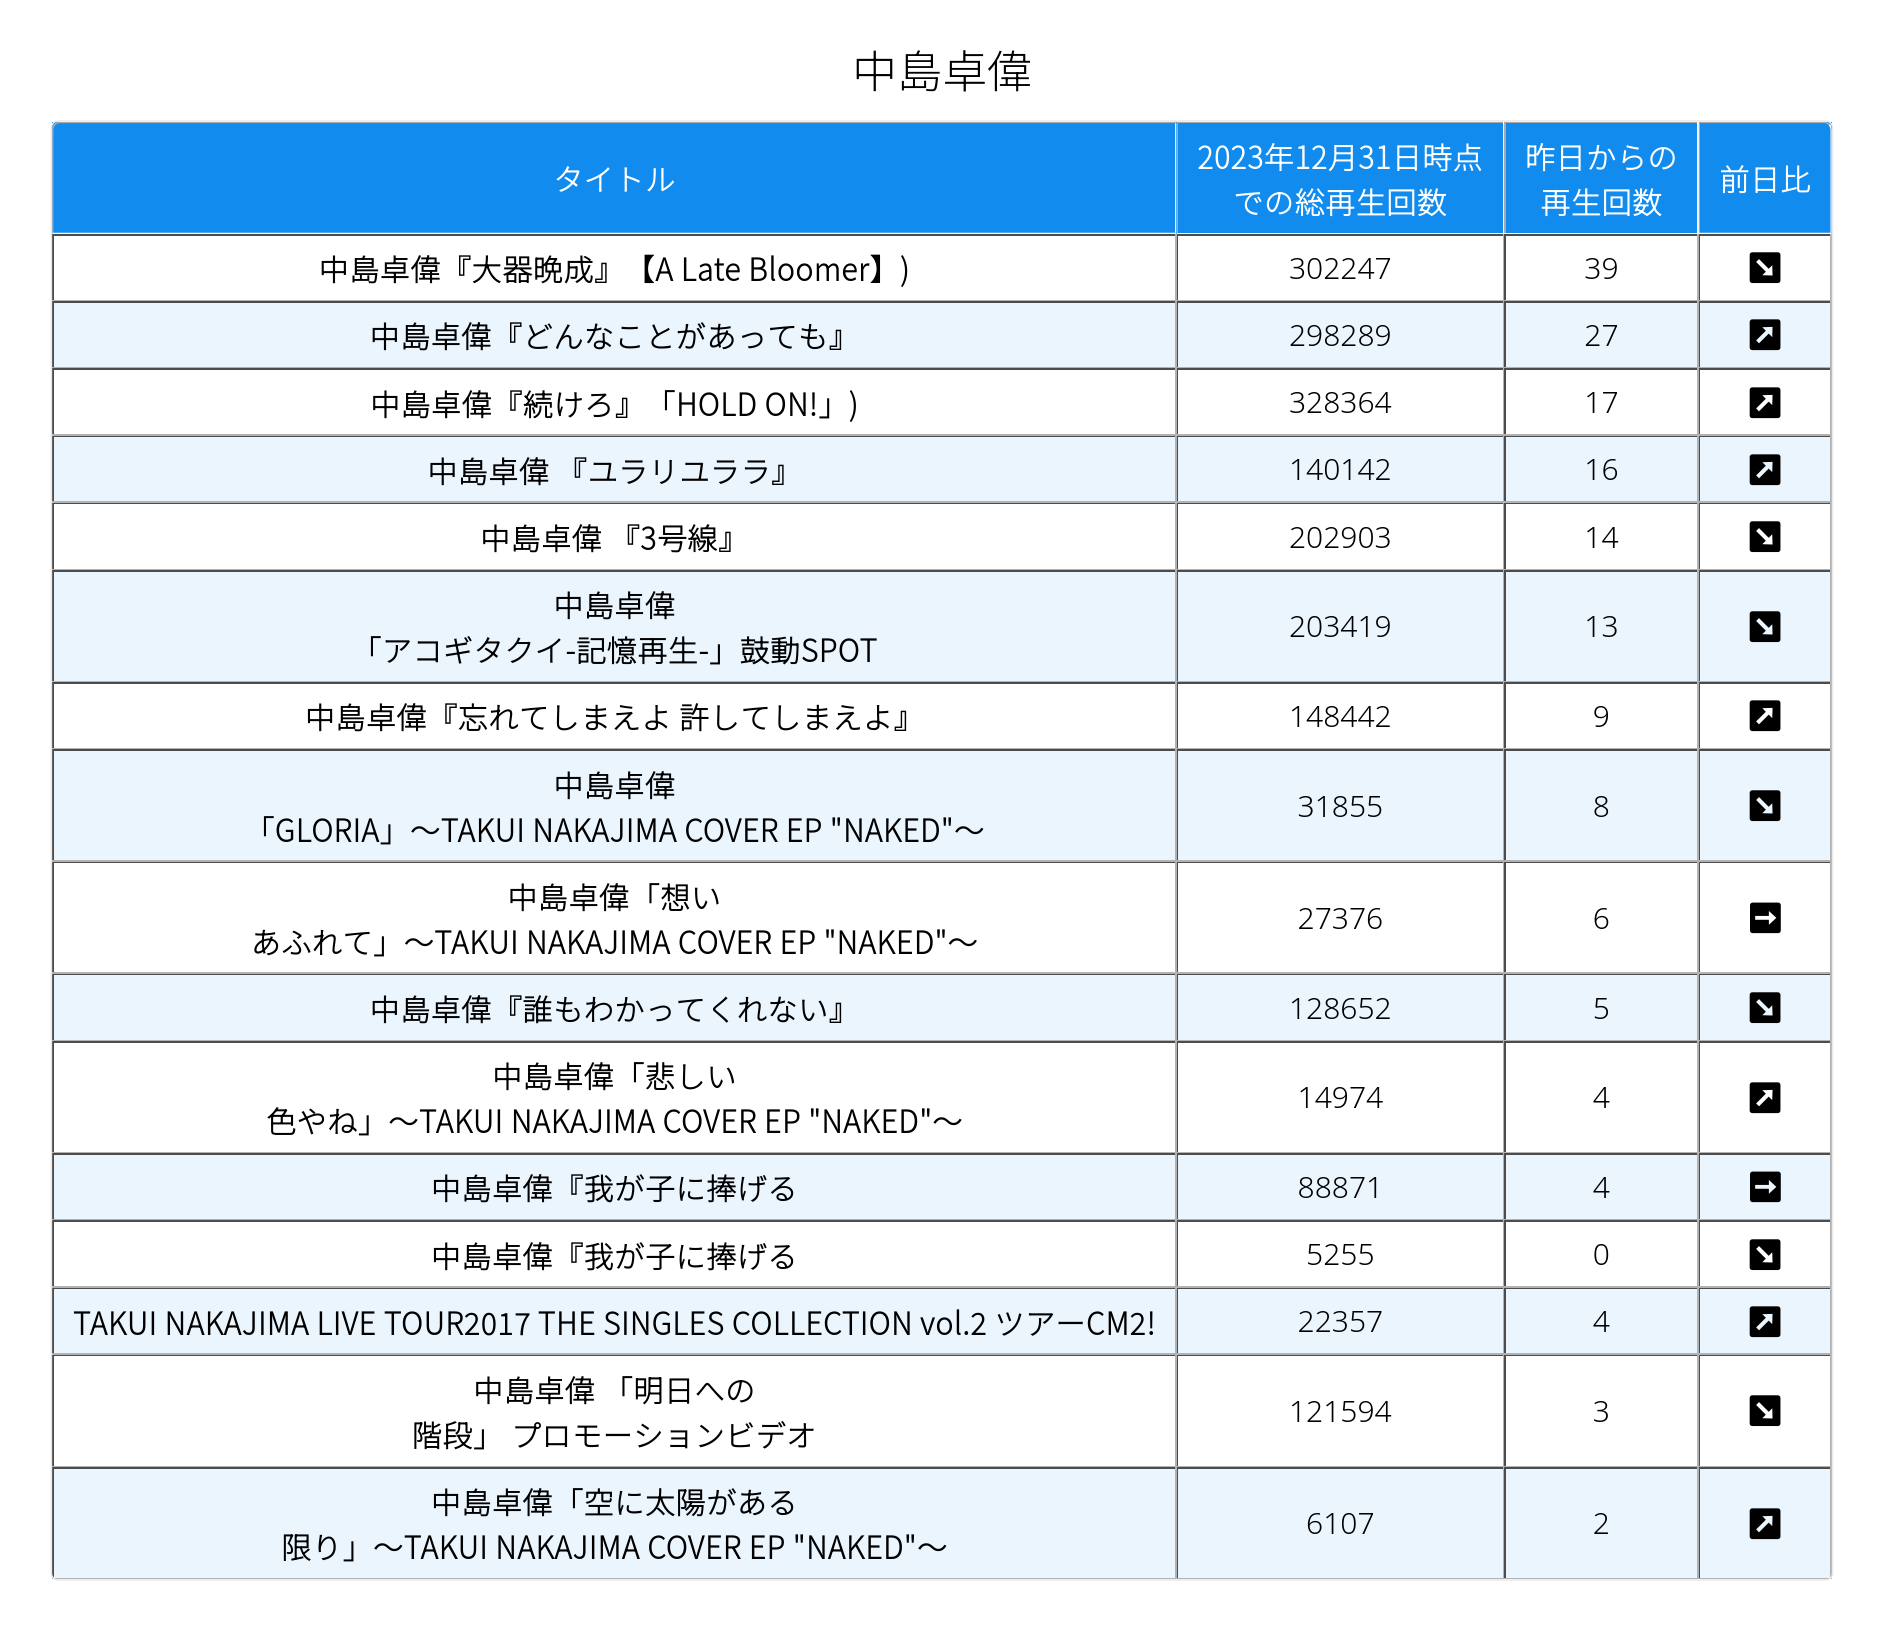 中島卓偉
タイトル
2023年12月31日時点
での総再生回数
昨日からの
再生回数
前日比
中島卓偉『大器晩成』【A Late Bloomer】)
302247
39
中島卓偉『どんなことがあっても』
298289
27
中島卓偉『続けろ』「HOLD ON!」)
328364
17
中島卓偉 『ユラリユララ』
140142
16
中島卓偉 『3号線』
202903
14
中島卓偉
「アコギタクイ-記憶再生-」鼓動SPOT
203419
13
中島卓偉『忘れてしまえよ 許してしまえよ』
148442
9
中島卓偉
「GLORIA」～TAKUI NAKAJIMA COVER EP "NAKED"～
31855
8
中島卓偉「想い
あふれて」～TAKUI NAKAJIMA COVER EP "NAKED"～
27376
6
中島卓偉『誰もわかってくれない』
128652
5
中島卓偉「悲しい
色やね」～TAKUI NAKAJIMA COVER EP "NAKED"～
14974
4
中島卓偉『我が子に捧げる
88871
4
中島卓偉『我が子に捧げる
5255
0
TAKUI NAKAJIMA LIVE TOUR2017 THE SINGLES COLLECTION vol.2 ツアーCM2!
22357
4
中島卓偉 「明日への
階段」 プロモーションビデオ
121594
3
中島卓偉「空に太陽がある
限り」～TAKUI NAKAJIMA COVER EP "NAKED"～
6107
2